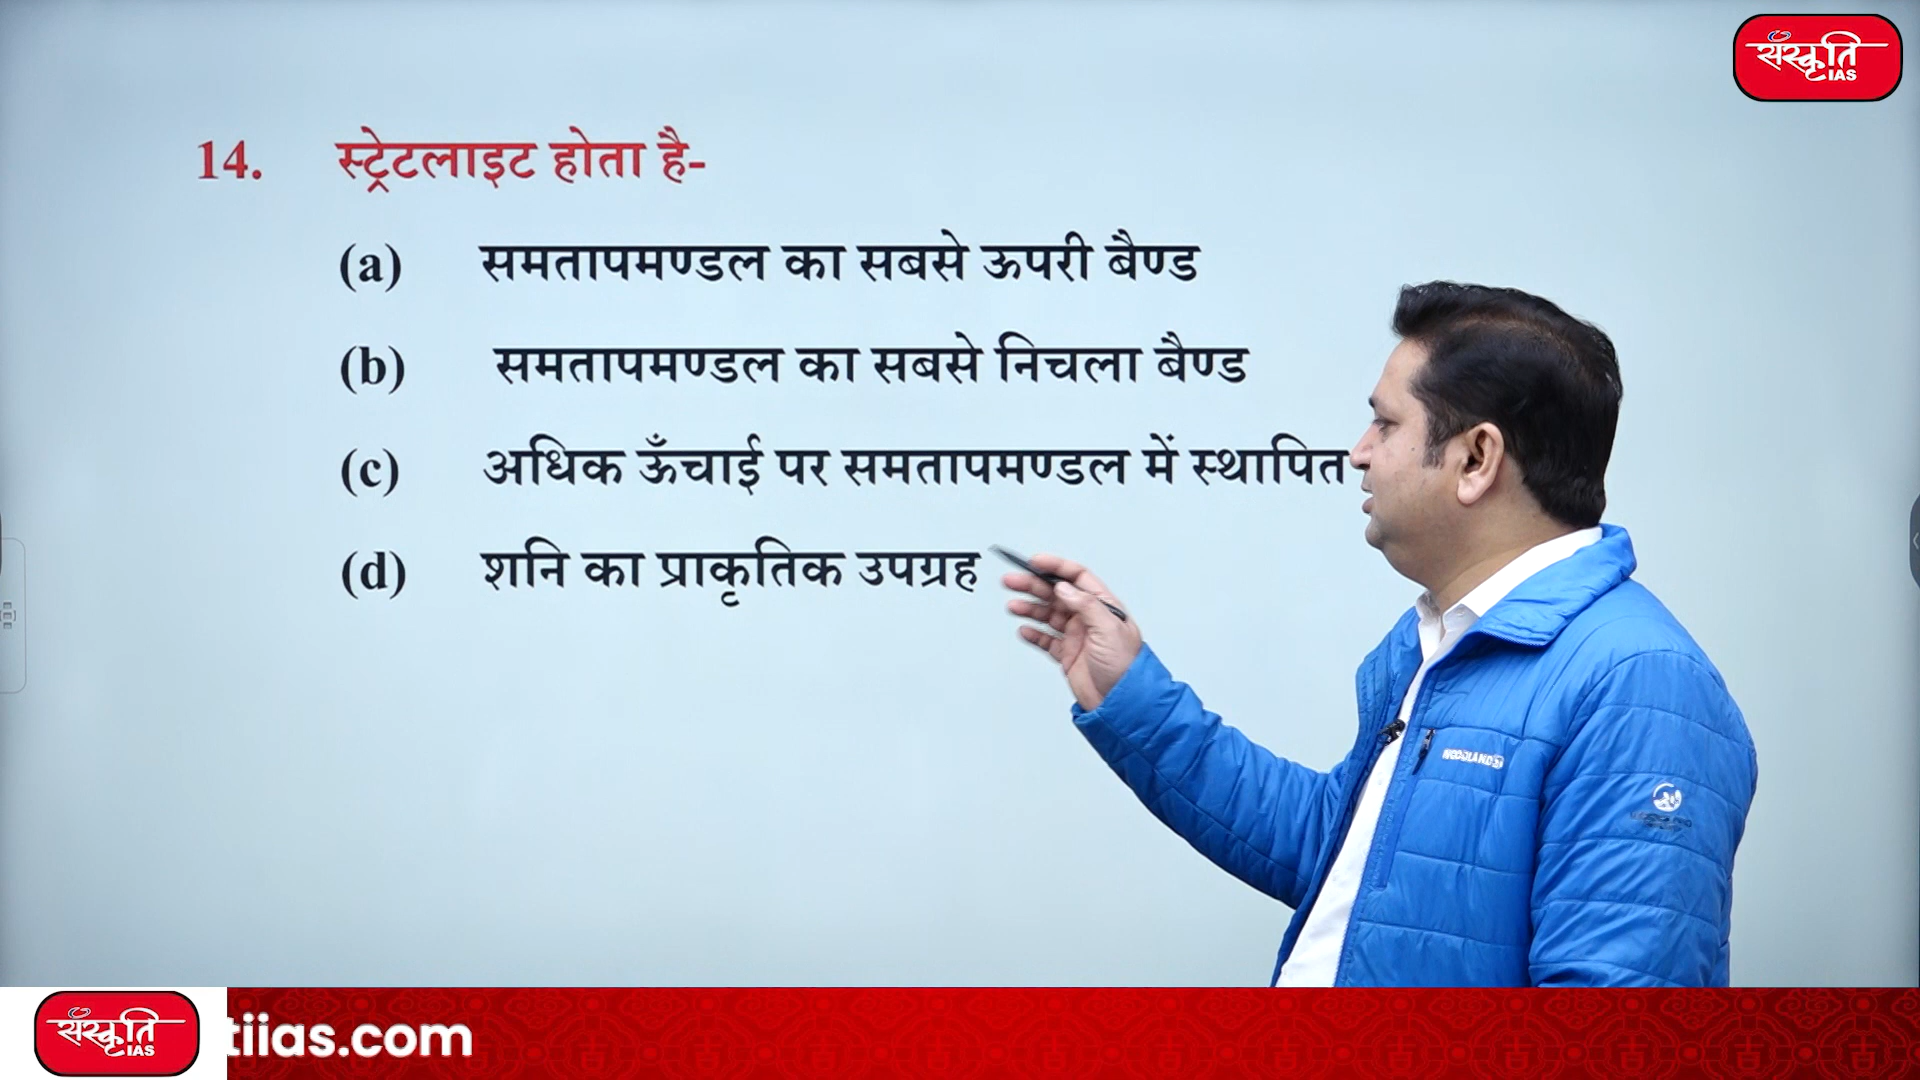 संस्कृति
IAS
14. स्ट्रेटलाइट होता है-
(a) समतापमण्डल का सबसे ऊपरी बैण्ड
(b) समतापमण्डल का सबसे निचला बैण्ड
(c) अधिक ऊँचाई पर समतापमण्डल में स्थापित
(d) शनि का प्राकृतिक उपग्रह
संस्कृति
IAS
tiias.com